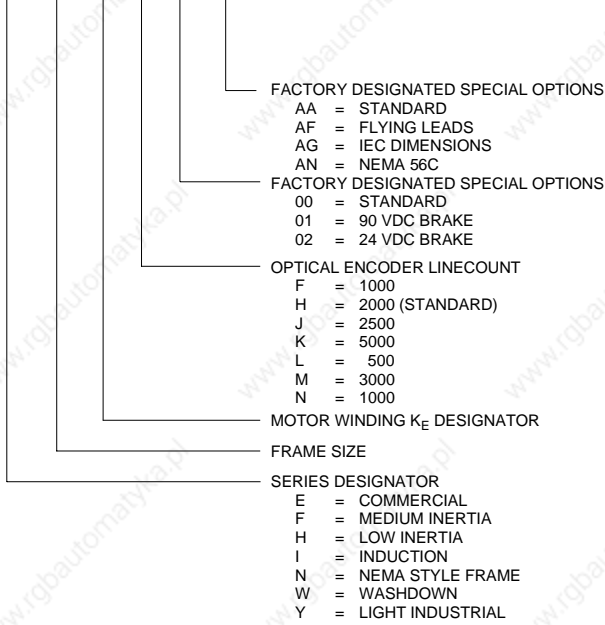 FACTORY DESIGNATED SPECIAL OPTIONS
AA = STANDARD
AF = FLYING LEADS
AG = IEC DIMENSIONS
AN = NEMA 56C
FACTORY DESIGNATED SPECIAL OPTIONS
00 = STANDARD
01 = 90 VDC BRAKE
02 = 24 VDC BRAKE
OPTICAL ENCODER LINECOUNT
F = 1000
H = 2000 (STANDARD)
J = 2500
K = 5000
L = 500
M = 3000
N = 1000
MOTOR WINDING KE DESIGNATOR
FRAME SIZE
SERIES DESIGNATOR
E = COMMERCIAL
F = MEDIUM INERTIA
H = LOW INERTIA
I = INDUCTION
N = NEMA STYLE FRAME
W = WASHDOWN
Y = LIGHT INDUSTRIAL
www.rgbautomatyka.pl